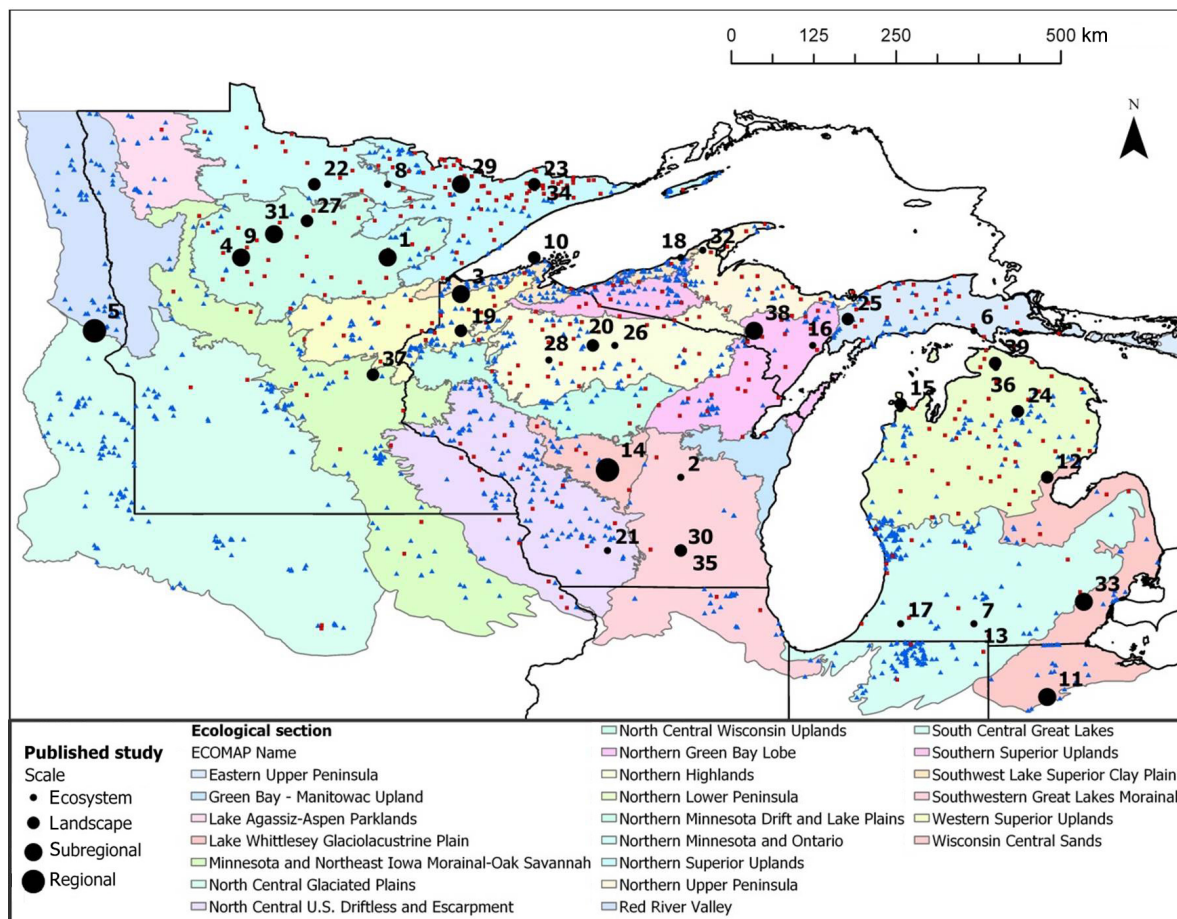 0 125 250 500 km
N
22 8 29 23
34
27
31
9
4 1 10 18 32
3
5 19 38 25
20 26 16 6
28 39
37 15 36 24
14 2 12
21 30
35 33
17 7
13
11
Published study
Scale
Ecosystem
Landscape
Subregional
Regional
Ecological section
ECOMAP Name
Eastern Upper Peninsula
Green Bay - Manitowac Upland
Lake Agassiz-Aspen Parklands
Lake Whittlesey Glaciolacustrine Plain
Minnesota and Northeast Iowa Morainal-Oak Savannah
North Central Glaciated Plains
North Central U.S. Driftless and Escarpment
North Central Wisconsin Uplands
Northern Green Bay Lobe
Northern Highlands
Northern Lower Peninsula
Northern Minnesota Drift and Lake Plains
Northern Minnesota and Ontario
Northern Superior Uplands
Northern Upper Peninsula
Red River Valley
South Central Great Lakes
Southern Superior Uplands
Southwest Lake Superior Clay Plain
Southwestern Great Lakes Morainal
Western Superior Uplands
Wisconsin Central Sands